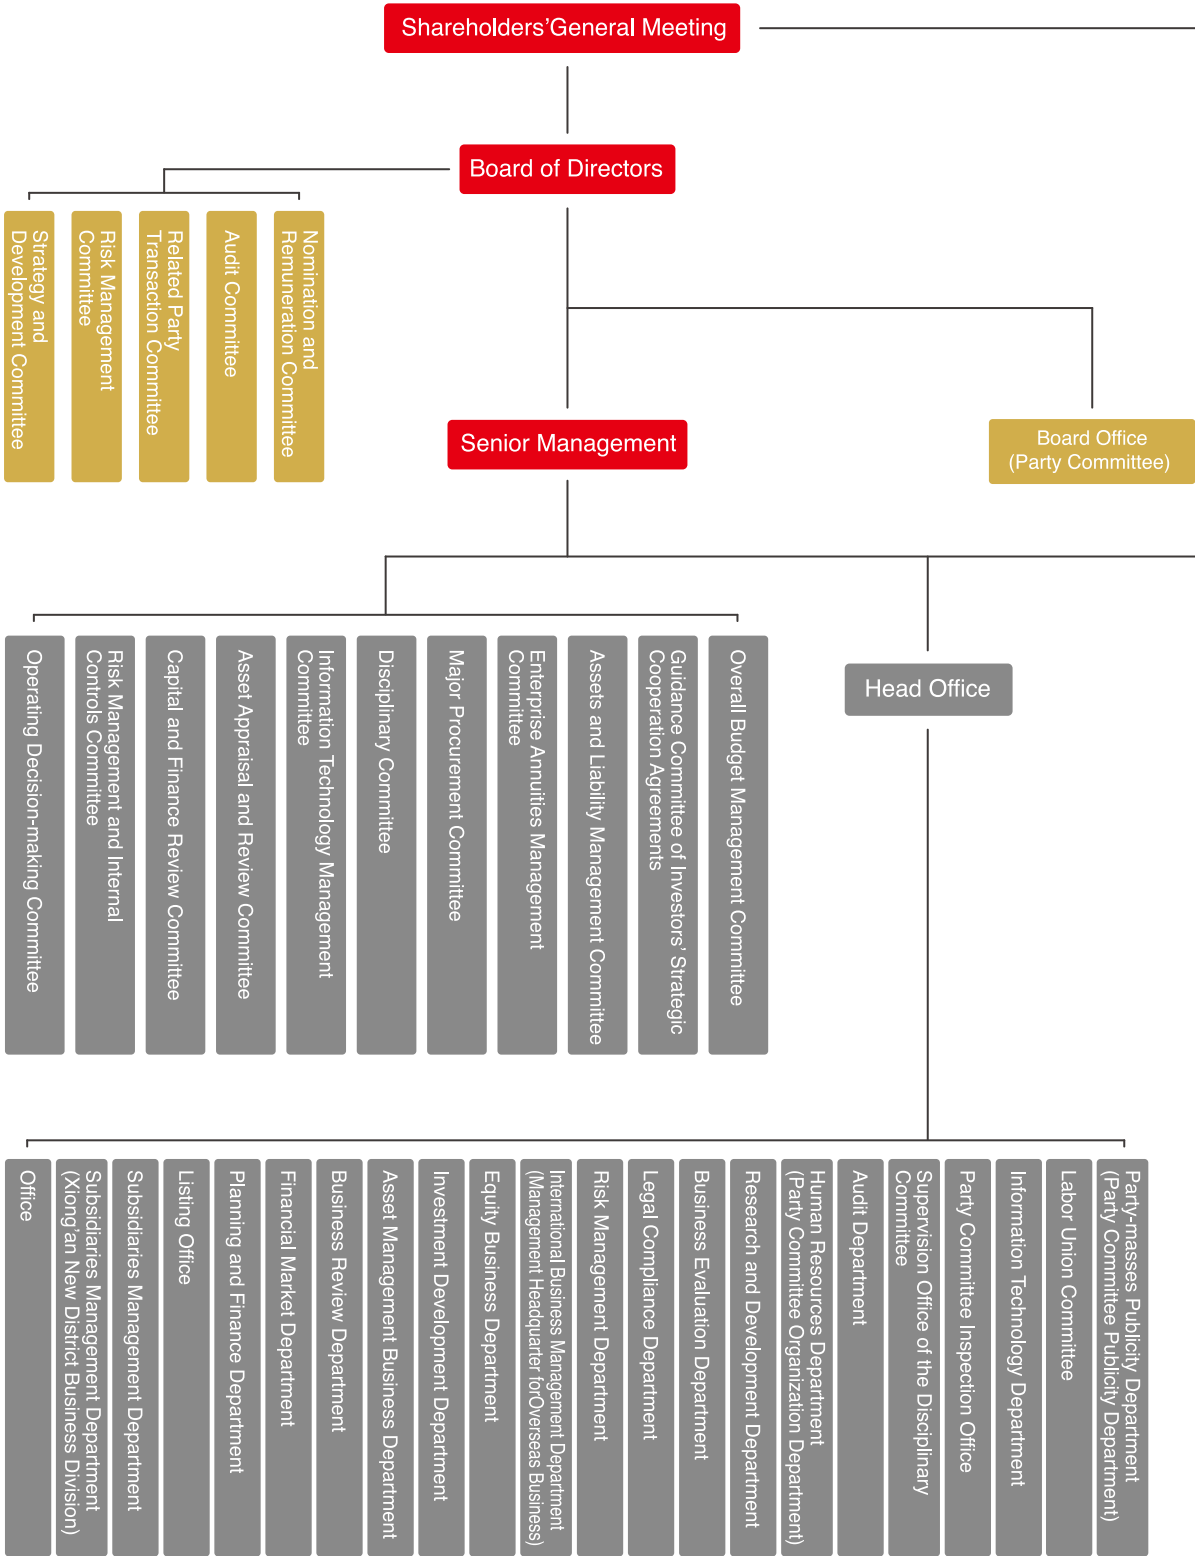 Shareholders'General Meeting
Board of Directors
Strategy and
Development Committee
Risk Management
Committee
Related Party
Transaction Committee
Audit Committee
Nomination and
Remuneration Committee
Senior Management
Board Office
(Party Committee)
Operating Decision-making Committee
Risk Management and Internal
Controls Committee
Capital and Finance Review Committee
Asset Appraisal and Review Committee
Information Technology Management
Committee
Disciplinary Committee
Major Procurement Committee
Enterprise Annuities Management
Committee
Assets and Liability Management Committee
Guidance Committee of Investors' Strategic
Cooperation Agreements
Overall Budget Management Committee
Head Office
Office
Subsidiaries Management Department
(Xiong'an New District Business Division)
Subsidiaries Management Department
Listing Office
Planning and Finance Department
Financial Market Department
Business Review Department
Asset Management Business Department
Investment Development Department
Equity Business Department
International Business Management Department
(Management Headquarter forOverseas Business)
Risk Management Department
Legal Compliance Department
Business Evaluation Department
Research and Development Department
Human Resources Department
(Party Committee Organization Department)
Audit Department
Supervision Office of the Disciplinary
Committee
Party Committee Inspection Office
Information Technology Department
Labor Union Committee
Party-masses Publicity Department
(Party Committee Publicity Department)